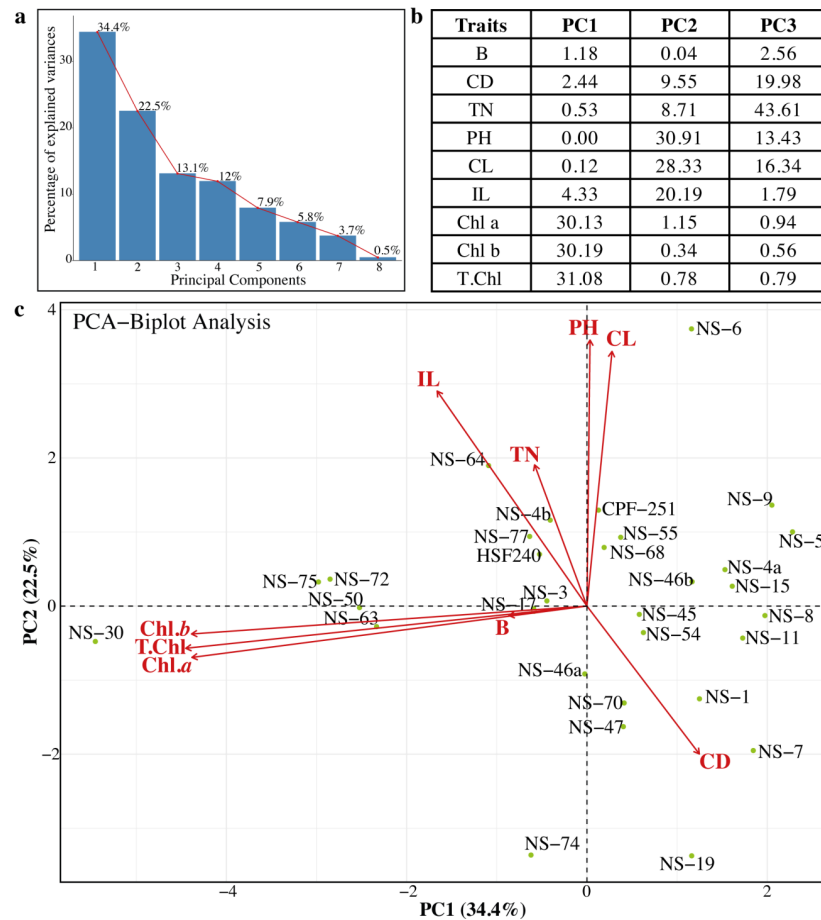 a
Percentage of explained variances
30
20
10
0
34.4%
22.5%
13.1%
12%
7.9%
5.8%
3.7%
0.5%
1 2 3 4 5 6 7 8
Principal Components
b
Traits PC1 PC2 PC3
B 1.18 0.04 2.56
CD 2.44 9.55 19.98
TN 0.53 8.71 43.61
PH 0.00 30.91 13.43
CL 0.12 28.33 16.34
IL 4.33 20.19 1.79
Chl a 30.13 1.15 0.94
Chl b 30.19 0.34 0.56
T.Chl 31.08 0.78 0.79
c
PCA−Biplot Analysis
PC2 (22.5%)
4
2
0
−2
PH
CL
NS−6
IL
TN
NS−64
NS−9
CPF−251
NS−4b
NS−5
NS−77
NS−55
HSF240
NS−68
NS−4a
NS−75
NS−72
NS−46b
NS−15
NS−50
NS−3
NS−17
NS−63
B
NS−45
NS−8
NS−30
Chl.b
T.Chl
Chl.a
NS−54
NS−11
NS−46a
NS−70
NS−1
NS−47
CD
NS−7
NS−74
NS−19
−4 −2 0 2
PC1 (34.4%)